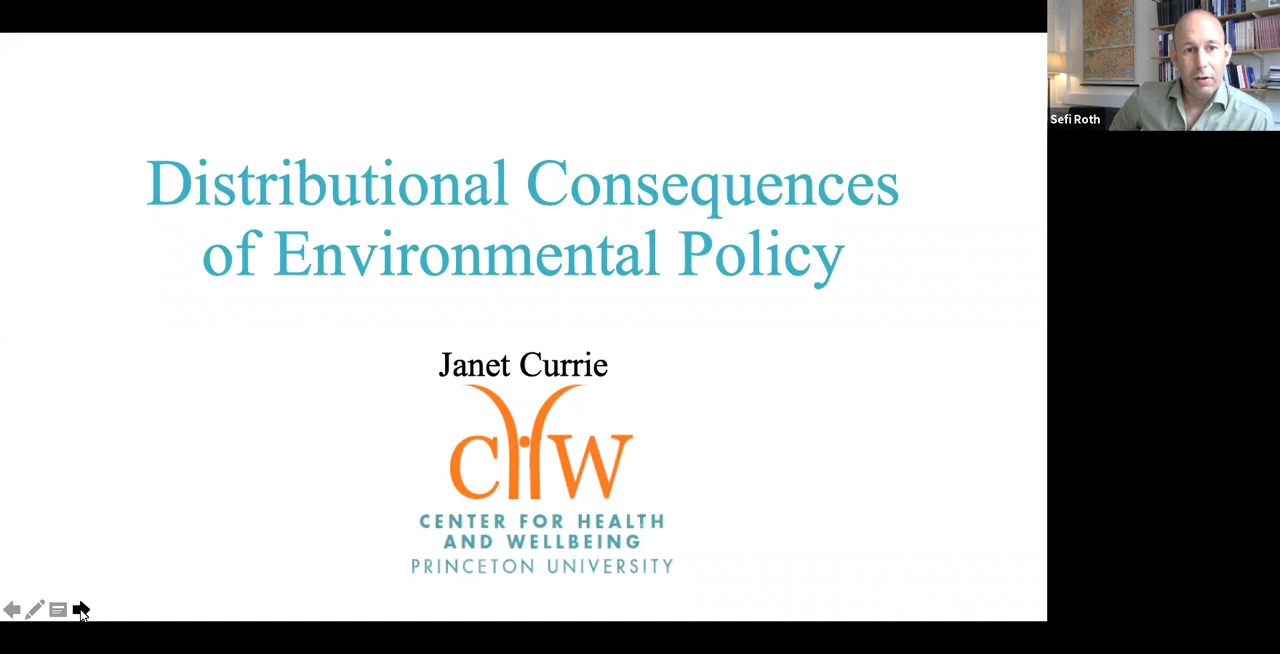 Distributional Consequences
of Environmental Policy
Janet Currie
CHW
CENTER FOR HEALTH
AND WELLBEING
PRINCETON UNIVERSITY
Sefi Roth